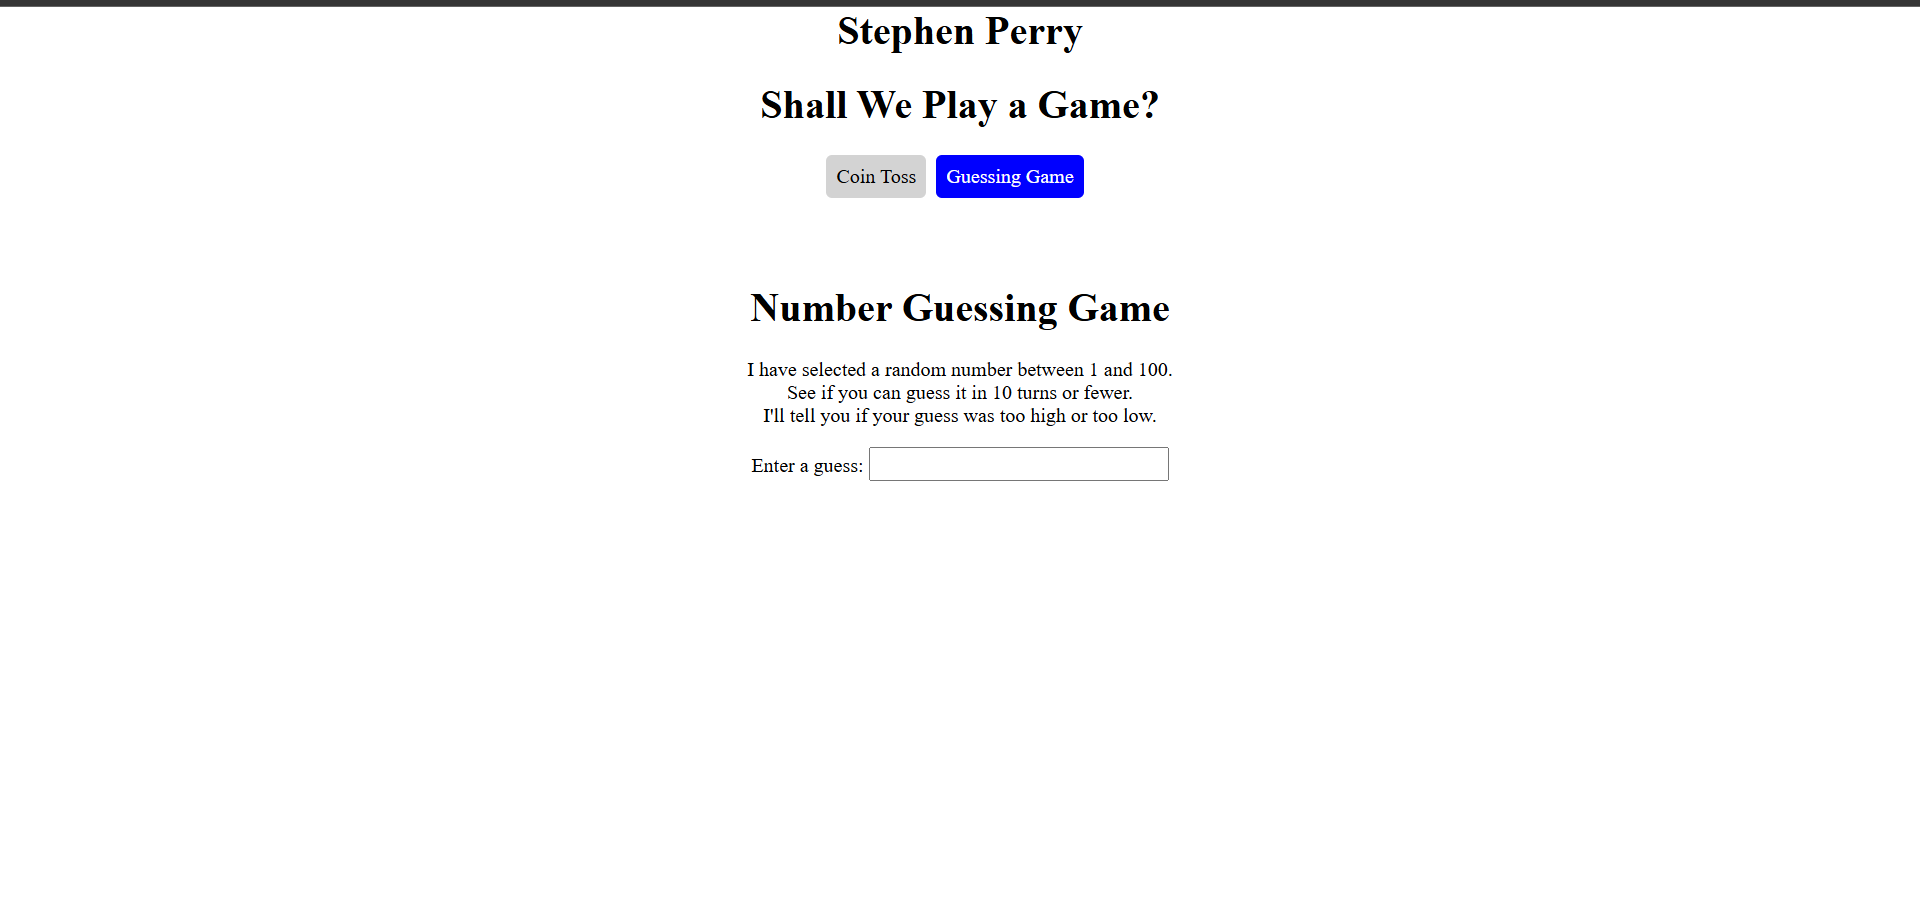 Stephen Perry
Shall We Play a Game?
Coin Toss Guessing Game
Number Guessing Game
I have selected a random number between 1 and 100.
See if you can guess it in 10 turns or fewer.
I'll tell you if your guess was too high or too low.
Enter a guess: